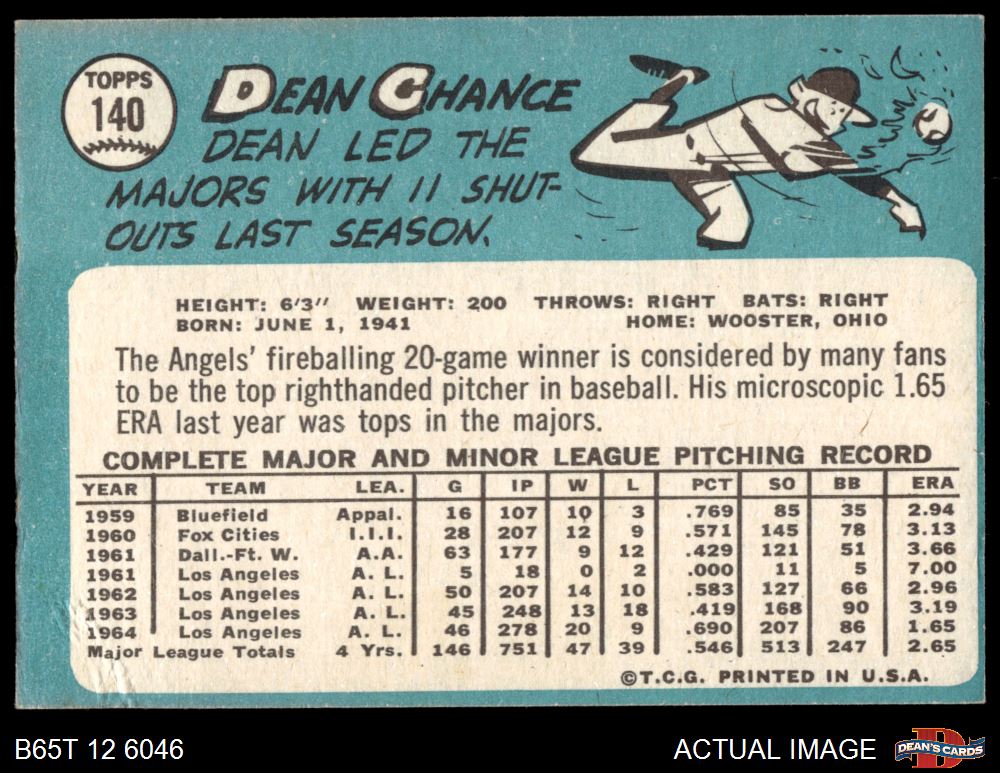 TOPPS
140
DEAN CHANCE
DEAN LED THE
MAJORS WITH 11 SHUT-
OUTS LAST SEASON.
HEIGHT: 6'3" WEIGHT: 200 THROWS: RIGHT BATS: RIGHT
BORN: JUNE 1, 1941 HOME: WOOSTER, OHIO
The Angels' fireballing 20-game winner is considered by many fans
to be the top righthanded pitcher in baseball. His microscopic 1.65
ERA last year was tops in the majors.
COMPLETE MAJOR AND MINOR LEAGUE PITCHING RECORD
YEAR TEAM LEA. G IP W L PCT SO BB ERA
1959 Bluefield Appal. 16 107 10 3 .769 85 35 2.94
1960 Fox Cities I.I.I. 28 207 12 9 .571 145 78 3.13
1961 Dall.-Ft. W. A.A. 63 177 9 12 .429 121 51 3.66
1961 Los Angeles A. L. 5 18 0 2 .000 11 5 7.00
1962 Los Angeles A. L. 50 207 14 10 .583 127 66 2.96
1963 Los Angeles A. L. 45 248 13 18 .419 168 90 3.19
1964 Los Angeles A. L. 46 278 20 9 .690 207 86 1.65
Major League Totals 4 Yrs. 146 751 47 39 .546 513 247 2.65
©T.C.G. PRINTED IN U.S.A.
B65T 12 6046 ACTUAL IMAGE
D
DEAN'S CARDS